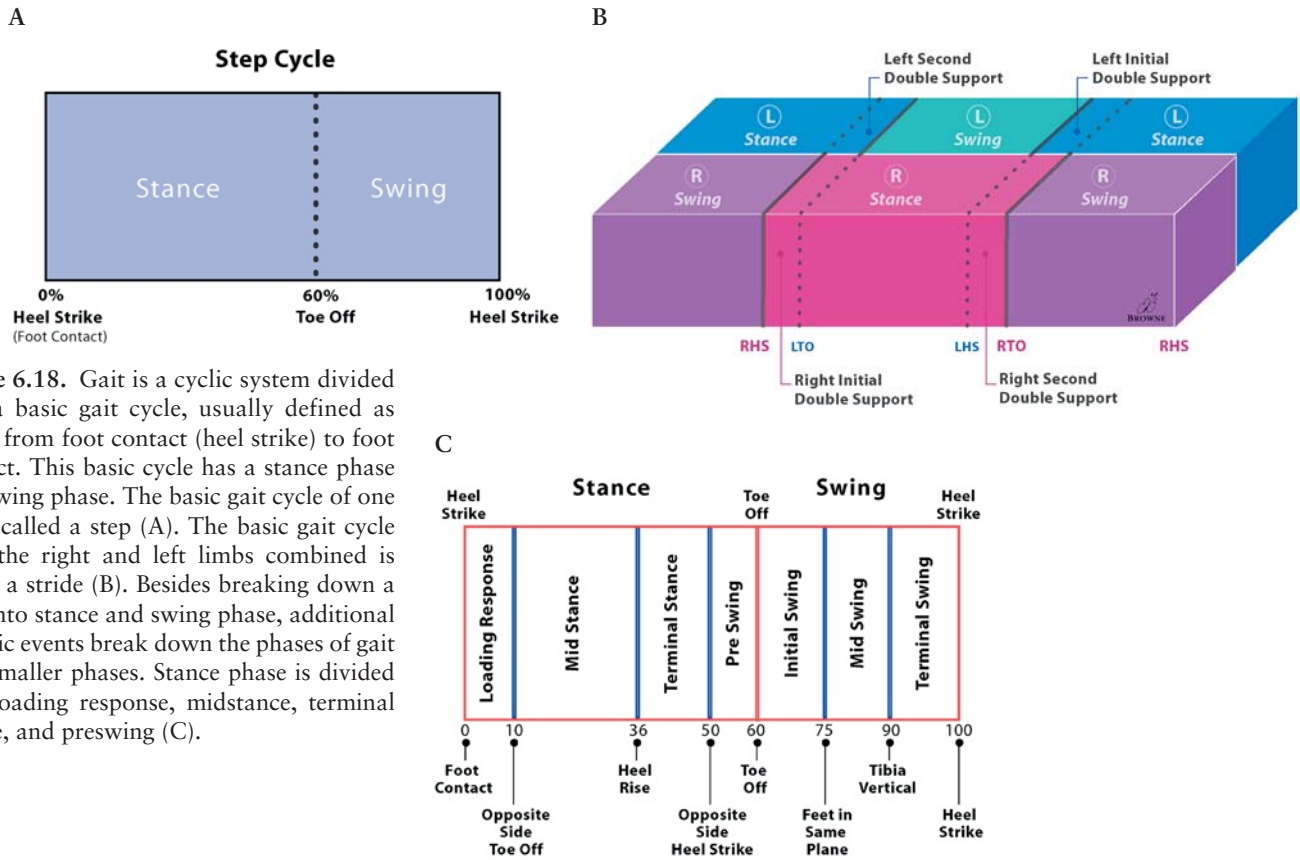 A
Step Cycle
Stance
Swing
0%
Heel Strike
(Foot Contact)
60%
Toe Off
100%
Heel Strike
B
Left Second
Double Support
Left Initial
Double Support
L
Stance
L
Swing
L
Stance
R
Swing
R
Stance
R
Swing
BROWNE
RHS
LTO
LHS
RTO
RHS
Right Initial
Double Support
Right Second
Double Support
6.18. Gait is a cyclic system divided
basic gait cycle, usually defined as
from foot contact (heel strike) to foot
This basic cycle has a stance phase
phase. The basic gait cycle of one
called a step (A). The basic gait cycle
the right and left limbs combined is
a stride (B). Besides breaking down a
into stance and swing phase, additional
events break down the phases of gait
smaller phases. Stance phase is divided
loading response, midstance, terminal
and preswing (C).
C
Stance
Swing
Heel
Strike
Toe
Off
Heel
Strike
Loading Response
Mid Stance
Terminal Stance
Pre Swing
Initial Swing
Mid Swing
Terminal Swing
0
10
36
50
60
75
90
100
Foot
Contact
Opposite
Side
Toe Off
Heel
Rise
Opposite
Side
Heel Strike
Toe
Off
Feet in
Same
Plane
Tibia
Vertical
Heel
Strike